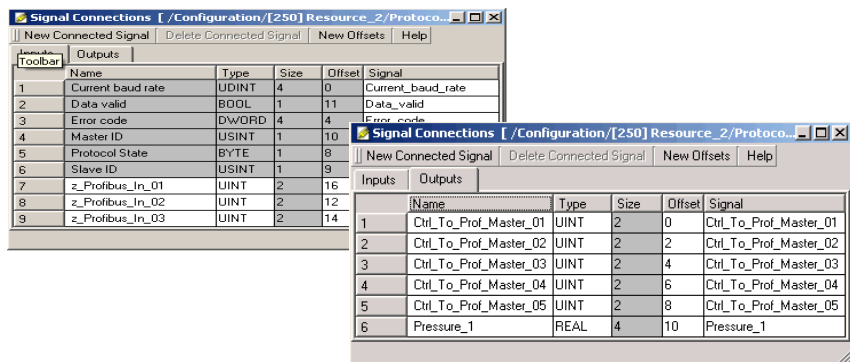 Signal Connections [ /Configuration/[250] Resource_2/Protoco...
New Connected Signal Delete Connected Signal New Offsets Help
Outputs
Toolbar
Name Type Size Offset Signal
1 Current baud rate UDINT 4 0 Current_baud_rate
2 Data valid BOOL 1 11 Data_valid
3 Error code DWORD 4 4 Error_code
4 Master ID USINT 1 10
5 Protocol State BYTE 1 8
6 Slave ID USINT 1 9
7 z_Profibus_In_01 UINT 2 16
8 z_Profibus_In_02 UINT 2 12
9 z_Profibus_In_03 UINT 2 14
Signal Connections [ /Configuration/[250] Resource_2/Protoco...
New Connected Signal Delete Connected Signal New Offsets Help
Inputs Outputs
Name Type Size Offset Signal
1 Ctrl_To_Prof_Master_01 UINT 2 0 Ctrl_To_Prof_Master_01
2 Ctrl_To_Prof_Master_02 UINT 2 2 Ctrl_To_Prof_Master_02
3 Ctrl_To_Prof_Master_03 UINT 2 4 Ctrl_To_Prof_Master_03
4 Ctrl_To_Prof_Master_04 UINT 2 6 Ctrl_To_Prof_Master_04
5 Ctrl_To_Prof_Master_05 UINT 2 8 Ctrl_To_Prof_Master_05
6 Pressure_1 REAL 4 10 Pressure_1